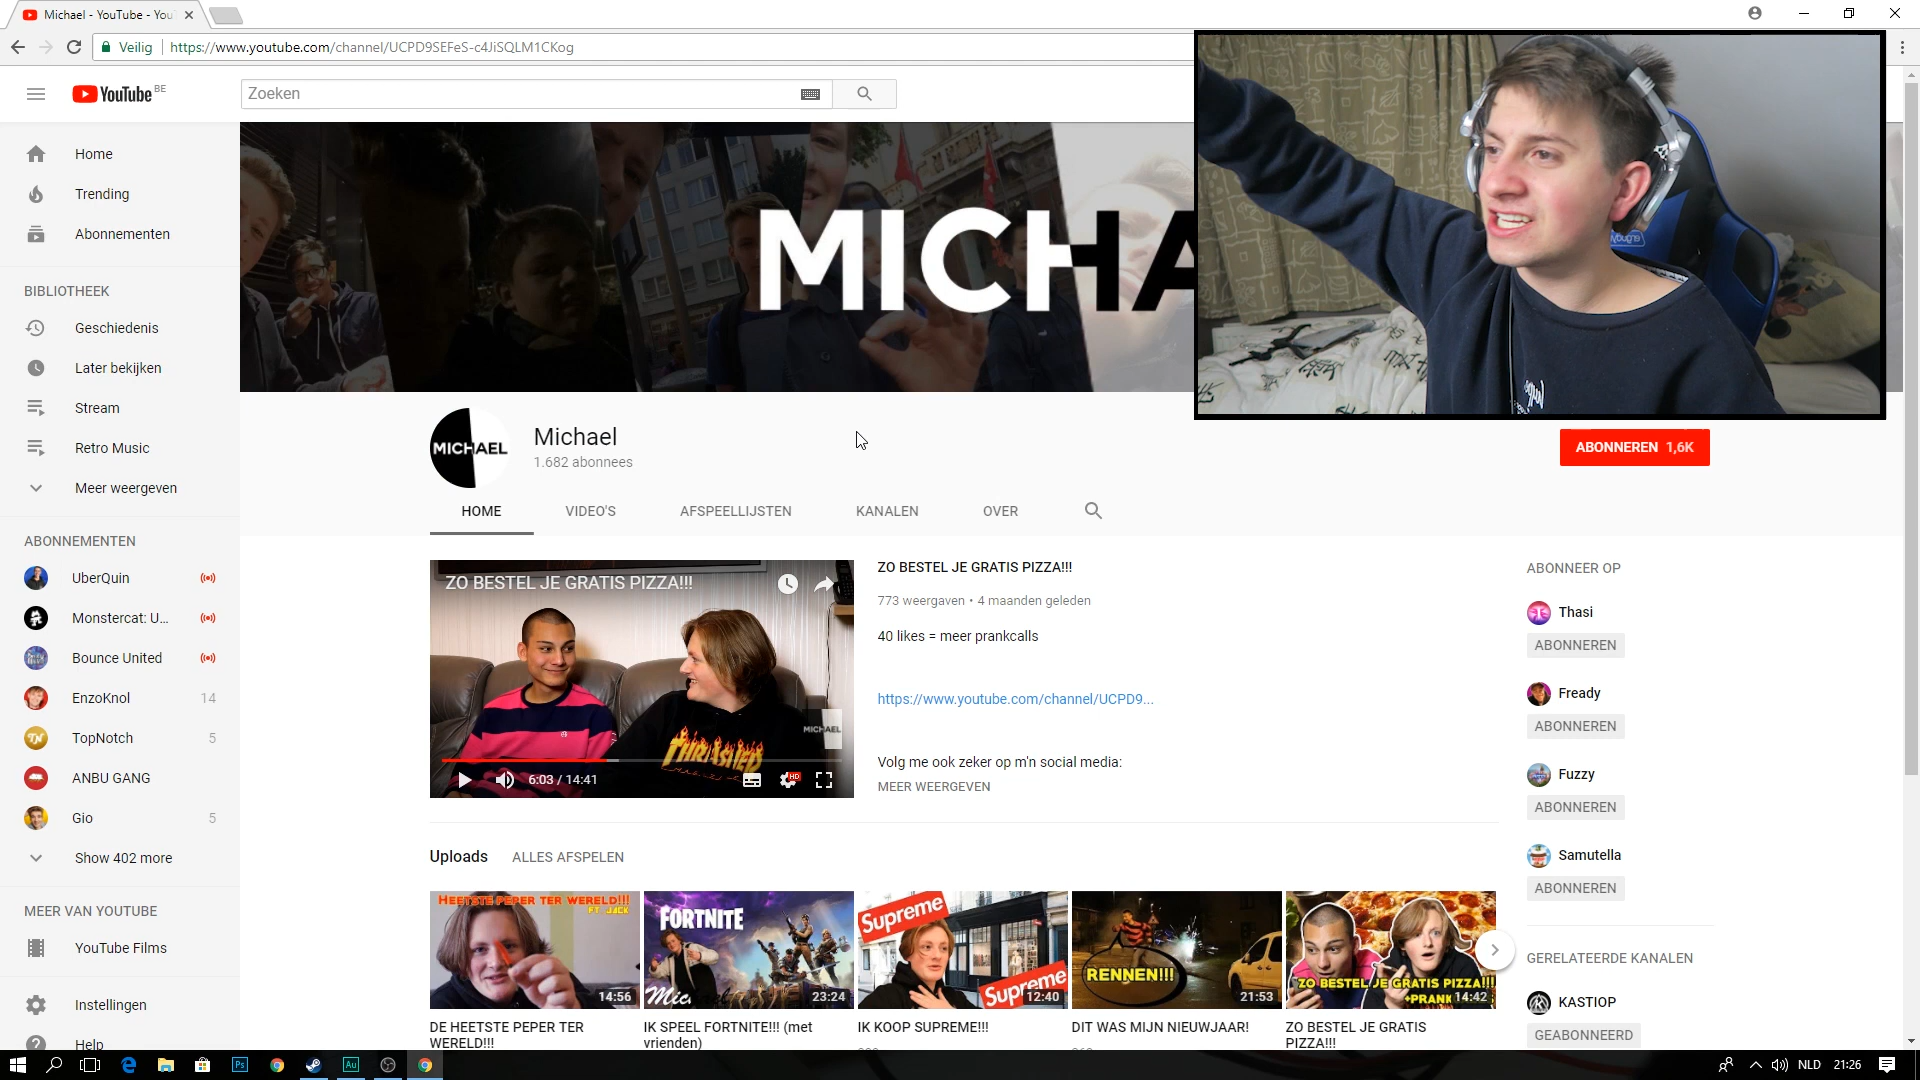 Michael - YouTube - You
Veilig
https://www.youtube.com/channel/UCPD9SEFeS-c4JiSQLM1CKog
YouTube BE
Zoeken
Home
Trending
Abonnementen
BIBLIOTHEEK
Geschiedenis
Later bekijken
Stream
Retro Music
Meer weergeven
ABONNEMENTEN
UberQuin
Monstercat: U...
Bounce United
EnzoKnol 14
TopNotch 5
ANBU GANG
Gio 5
Show 402 more
MEER VAN YOUTUBE
YouTube Films
Instellingen
Help
MICHA
MICHAEL
Michael
1.682 abonnees
ABONNEREN 1,6K
HOME
VIDEO'S
AFSPEELLIJSTEN
KANALEN
OVER
ZO BESTEL JE GRATIS PIZZA!!!
THRASHER
MICHAEL
6:03 / 14:41
HD
ZO BESTEL JE GRATIS PIZZA!!!
773 weergaven • 4 maanden geleden
40 likes = meer prankcalls
https://www.youtube.com/channel/UCPD9...
Volg me ook zeker op m'n social media:
MEER WEERGEVEN
ABONNEER OP
Thasi
ABONNEREN
Fready
ABONNEREN
Fuzzy
ABONNEREN
Samutella
ABONNEREN
GERELATEERDE KANALEN
KASTIOP
GEABONNEERD
Uploads
ALLES AFSPELEN
HEETSTE PEPER TER WERELD!!!
FT JACK
14:56
DE HEETSTE PEPER TER
WERELD!!!
FORTNITE
23:24
IK SPEEL FORTNITE!!! (met
vrienden)
Supreme
Supreme
12:40
IK KOOP SUPREME!!!
RENNEN!!!
21:53
DIT WAS MIJN NIEUWJAAR!
ZO BESTEL JE GRATIS PIZZA!!!
+PRANK
14:42
ZO BESTEL JE GRATIS
PIZZA!!!
Ps
Au
NLD
21:26